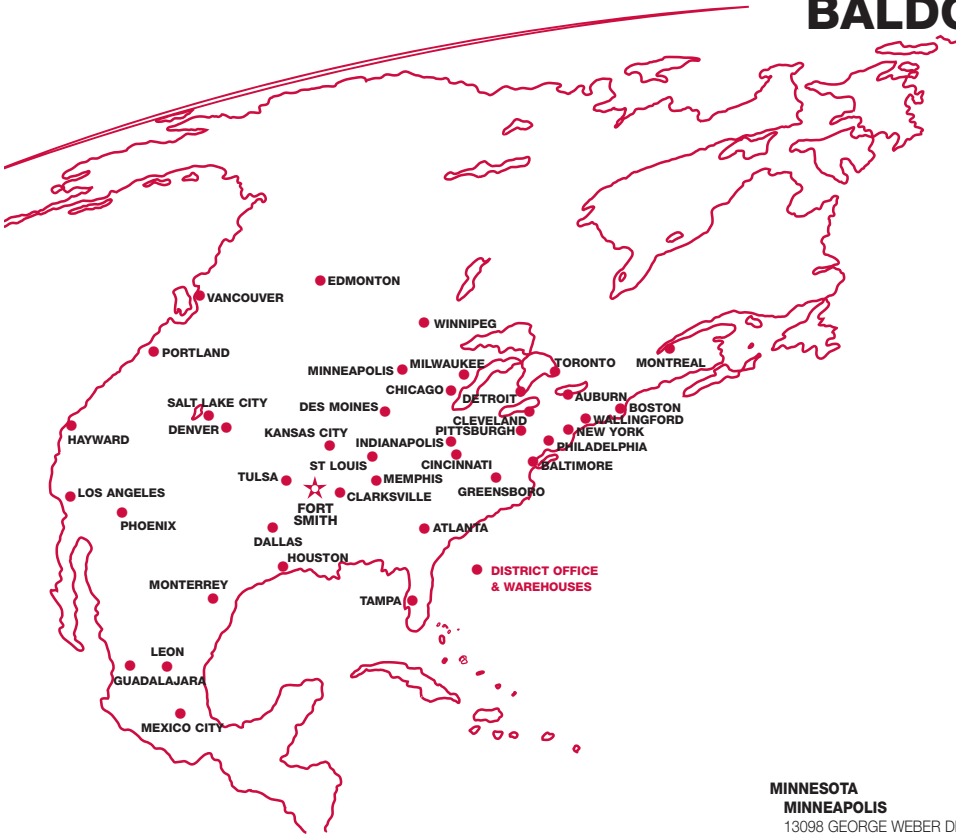 BALDO
EDMONTON
VANCOUVER
WINNIPEG
PORTLAND
MINNEAPOLIS
MILWAUKEE
TORONTO
MONTREAL
CHICAGO
DETROIT
AUBURN
SALT LAKE CITY
DES MOINES
BOSTON
CLEVELAND
WALLINGFORD
DENVER
KANSAS CITY
PITTSBURGH
NEW YORK
HAYWARD
INDIANAPOLIS
PHILADELPHIA
ST LOUIS
CINCINNATI
BALTIMORE
TULSA
MEMPHIS
LOS ANGELES
CLARKSVILLE
GREENSBORO
FORT
SMITH
PHOENIX
ATLANTA
DALLAS
HOUSTON
DISTRICT OFFICE
& WAREHOUSES
MONTERREY
TAMPA
LEON
GUADALAJARA
MEXICO CITY
MINNESOTA
MINNEAPOLIS
13098 GEORGE WEBER D